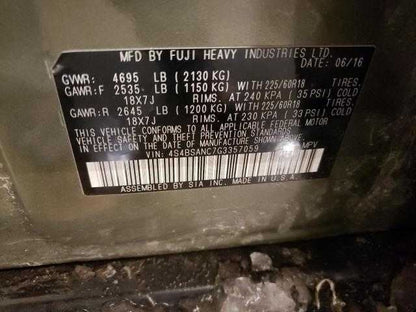 MFD BY FUJI HEAVY INDUSTRIES LTD.
DATE: 06/16
GVWR: 4695 LB (2130 KG)
GAWR:F 2535 LB (1150 KG) WITH 225/60R18 TIRES,
18X7J RIMS, AT 240 KPA (35 PSI) COLD
GAWR:R 2645 LB (1200 KG) WITH 225/60R18 TIRES,
18X7J RIMS, AT 230 KPA (33 PSI) COLD
THIS VEHICLE CONFORMS TO ALL APPLICABLE FEDERAL MOTOR
VEHICLE SAFETY AND THEFT PREVENTION STANDARDS
IN EFFECT ON THE DATE OF MANUFACTURE SHOWN ABOVE.
VIN: 4S4BSANC7G3357059 MPV
ASSEMBLED BY SIA INC. MADE IN U.S.A.